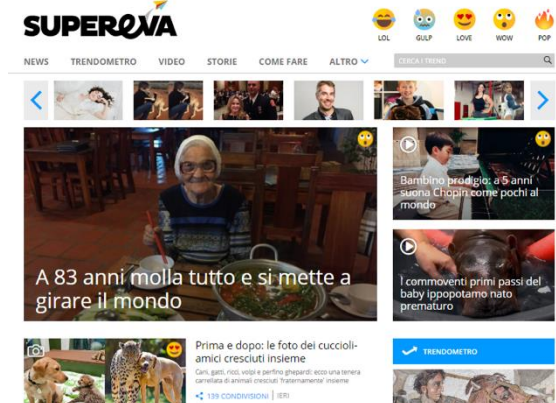 SUPEREVA
LOL GULP LOVE WOW POP
NEWS TRENDOMETRO VIDEO STORIE COME FARE ALTRO
CERCA I TREND
A 83 anni molla tutto e si mette a
girare il mondo
Bambino prodigio: a 5 anni
suona Chopin come pochi al
mondo
I commoventi primi passi del
baby ippopotamo nato
prematuro
Prima e dopo: le foto dei cuccioli-
amici cresciuti insieme
Cani, gatti, ricci, volpi e perfino ghepardi: ecco una tenera
carrellata di animali cresciuti 'fraternamente' insieme
139 CONDIVISIONI | IERI
TRENDOMETRO